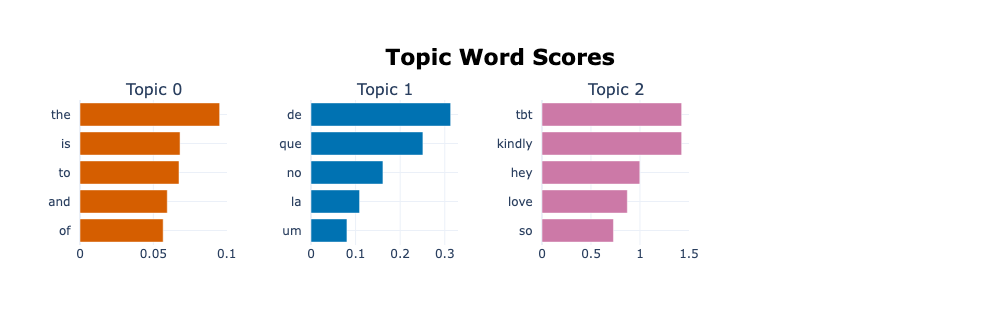 Topic Word Scores
Topic 0
the
is
to
and
of
0 0.05 0.1
Topic 1
de
que
no
la
um
0 0.1 0.2 0.3
Topic 2
tbt
kindly
hey
love
so
0 0.5 1 1.5